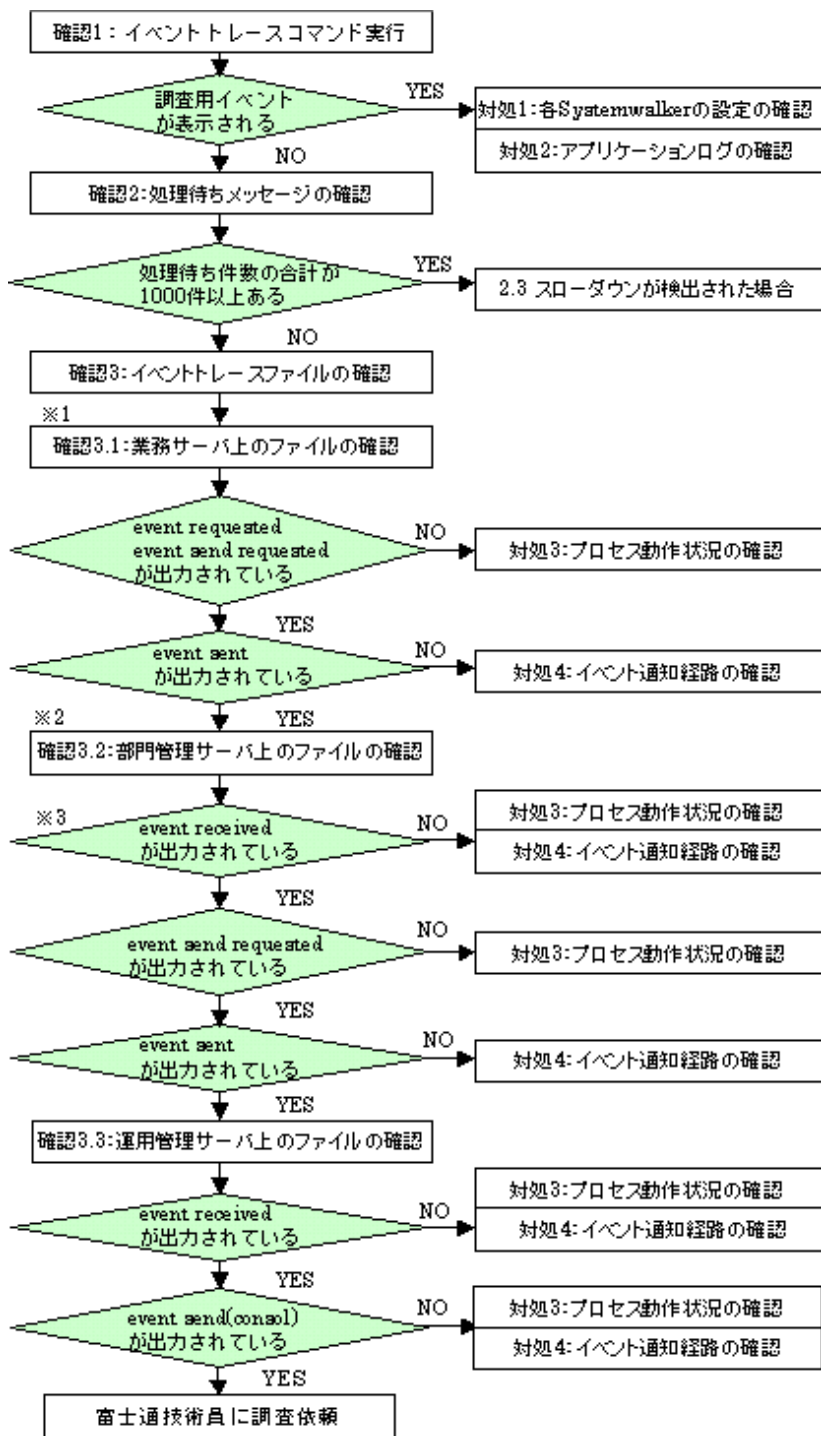 確認1：イベントトレースコマンド実行
調査用イベント
が表示される
YES
対処1:各Systemwalkerの設定の確認
対処2:アプリケーションログの確認
NO
確認2:処理待ちメッセージの確認
処理待ち件数の合計が
1000件以上ある
YES
2.3 スローダウンが検出された場合
NO
確認3:イベントトレースファイルの確認
※1
確認3.1:業務サーバ上のファイルの確認
event requested
event send requested
が出力されている
NO
対処3:プロセス動作状況の確認
YES
event sent
が出力されている
NO
対処4:イベント通知経路の確認
YES
※2
確認3.2:部門管理サーバ上のファイルの確認
※3
event received
が出力されている
NO
対処3:プロセス動作状況の確認
対処4:イベント通知経路の確認
YES
event send requested
が出力されている
NO
対処3:プロセス動作状況の確認
YES
event sent
が出力されている
NO
対処4:イベント通知経路の確認
YES
確認3.3:運用管理サーバ上のファイルの確認
event received
が出力されている
NO
対処3:プロセス動作状況の確認
対処4:イベント通知経路の確認
YES
event send(consol)
が出力されている
NO
対処3:プロセス動作状況の確認
対処4:イベント通知経路の確認
YES
富士通技術員に調査依頼